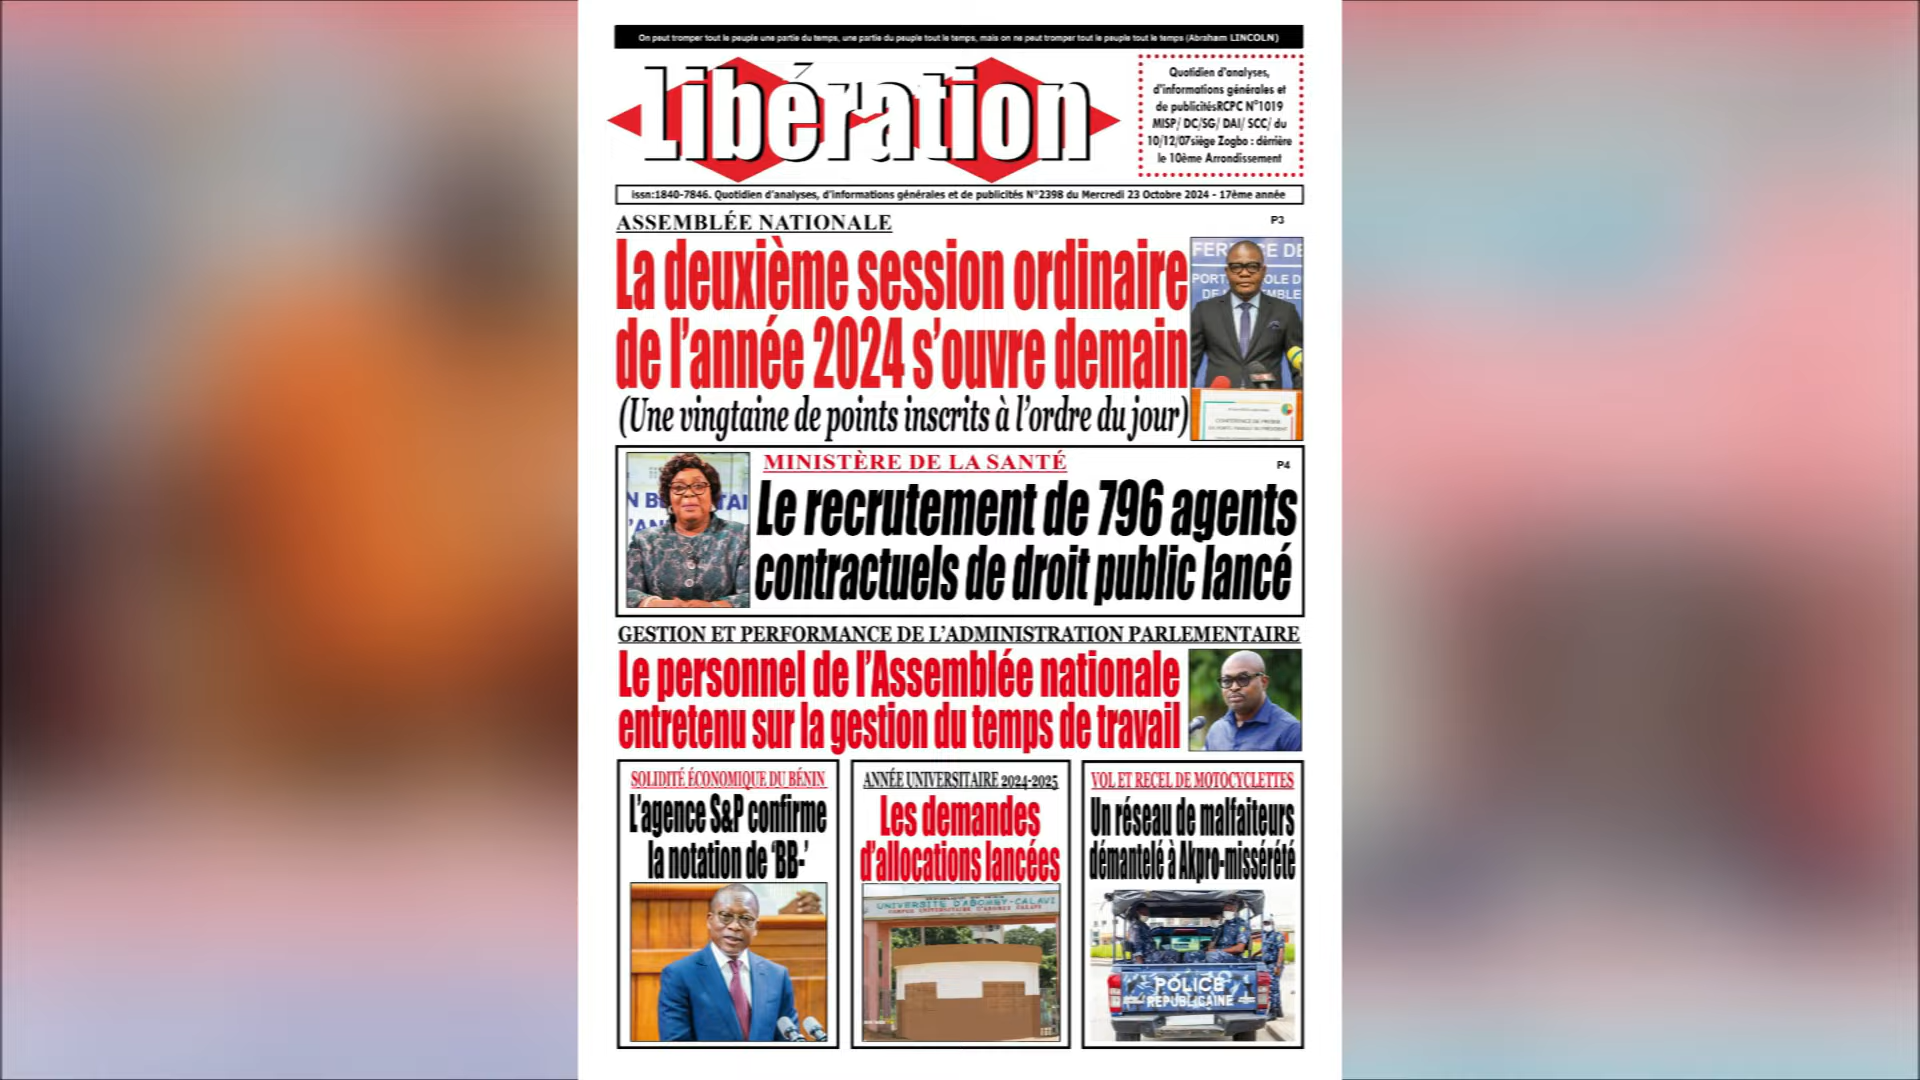 On peut tromper tout le peuple une partie du temps, une partie du peuple tout le temps, mais on ne peut tromper tout le peuple tout le temps (Abraham LINCOLN)
Libération
Quotidien d'analyses,
d'informations générales et
de publicitésRCPC N°1019
MISP/ DC/SG/ DAI/ SCC/ du
10/12/07siège Zogbo : dèrrière
le 10ème Arrondissement
issn:1840-7846. Quotidien d'analyses, d'informations générales et de publicités N°2398 du Mercredi 23 Octobre 2024 - 17ème année
ASSEMBLÉE NATIONALE
P3
La deuxième session ordinaire
de l'année 2024 s'ouvre demain
(Une vingtaine de points inscrits à l'ordre du jour)
MINISTÈRE DE LA SANTÉ
P4
Le recrutement de 796 agents
contractuels de droit public lancé
GESTION ET PERFORMANCE DE L'ADMINISTRATION PARLEMENTAIRE
Le personnel de l'Assemblée nationale
entretenu sur la gestion du temps de travail
SOLIDITÉ ÉCONOMIQUE DU BÉNIN
L'agence S&P confirme
la notation de 'BB-'
ANNÉE UNIVERSITAIRE 2024-2025
Les demandes
d'allocations lancées
UNIVERSITE D'ABOMEY-CALAVI
VOL ET RECEL DE MOTOCYCLETTES
Un réseau de malfaiteurs
démantelé à Akpro-missérété
POLICE
REPUBLICAINE